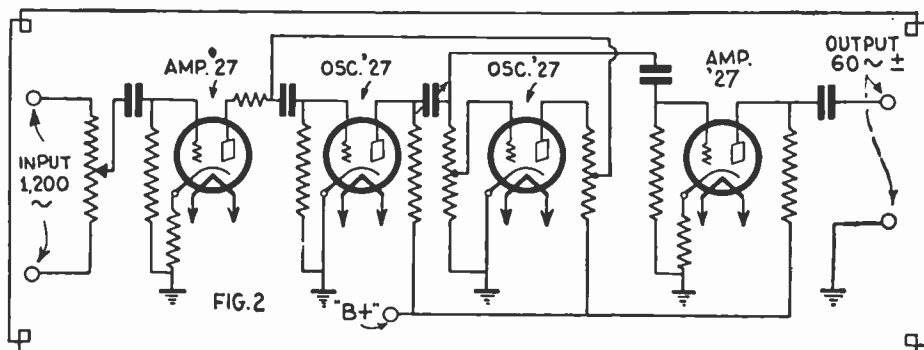 AMP. '27
OSC. '27
OSC. '27
AMP.
'27
OUTPUT
60 ~ ±
INPUT
1,200
~
FIG. 2
"B+"